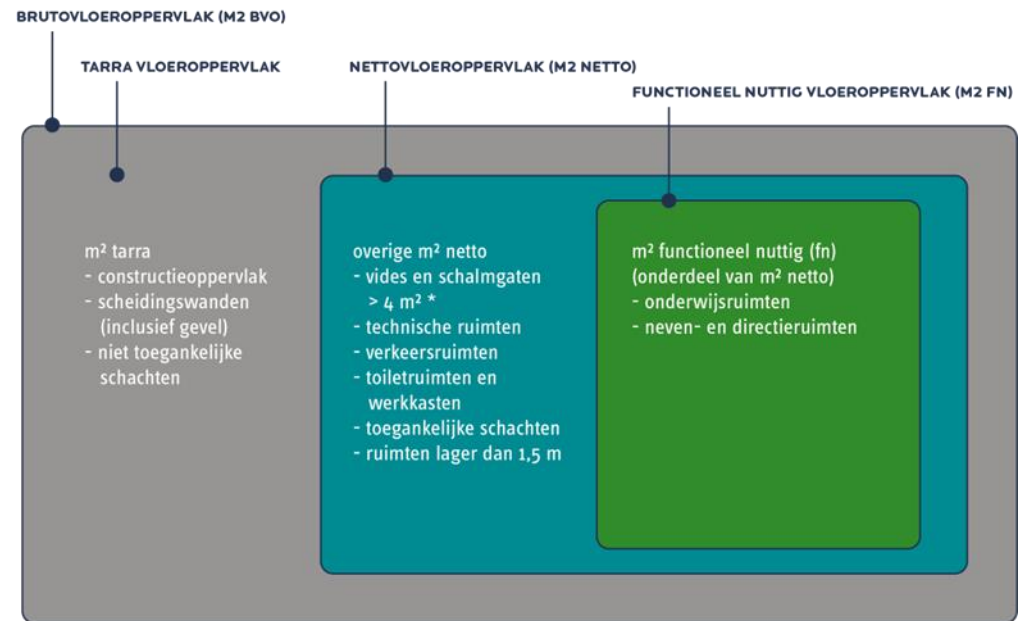 BRUTOVLOEROPPERVLAK (M2 BVO)
TARRA VLOEROPPERVLAK
NETTOVLOEROPPERVLAK (M2 NETTO)
FUNCTIONEEL NUTTIG VLOEROPPERVLAK (M2 FN)
m² tarra
- constructieoppervlak
- scheidingswanden
(inclusief gevel)
- niet toegankelijke
schachten
overige m² netto
- vides en schalmgaten
> 4 m² *
- technische ruimten
- verkeersruimten
- toiletruimten en
werkkasten
- toegankelijke schachten
- ruimten lager dan 1,5 m
m² functioneel nuttig (fn)
(onderdeel van m² netto)
- onderwijsruimten
- neven- en directieruimten